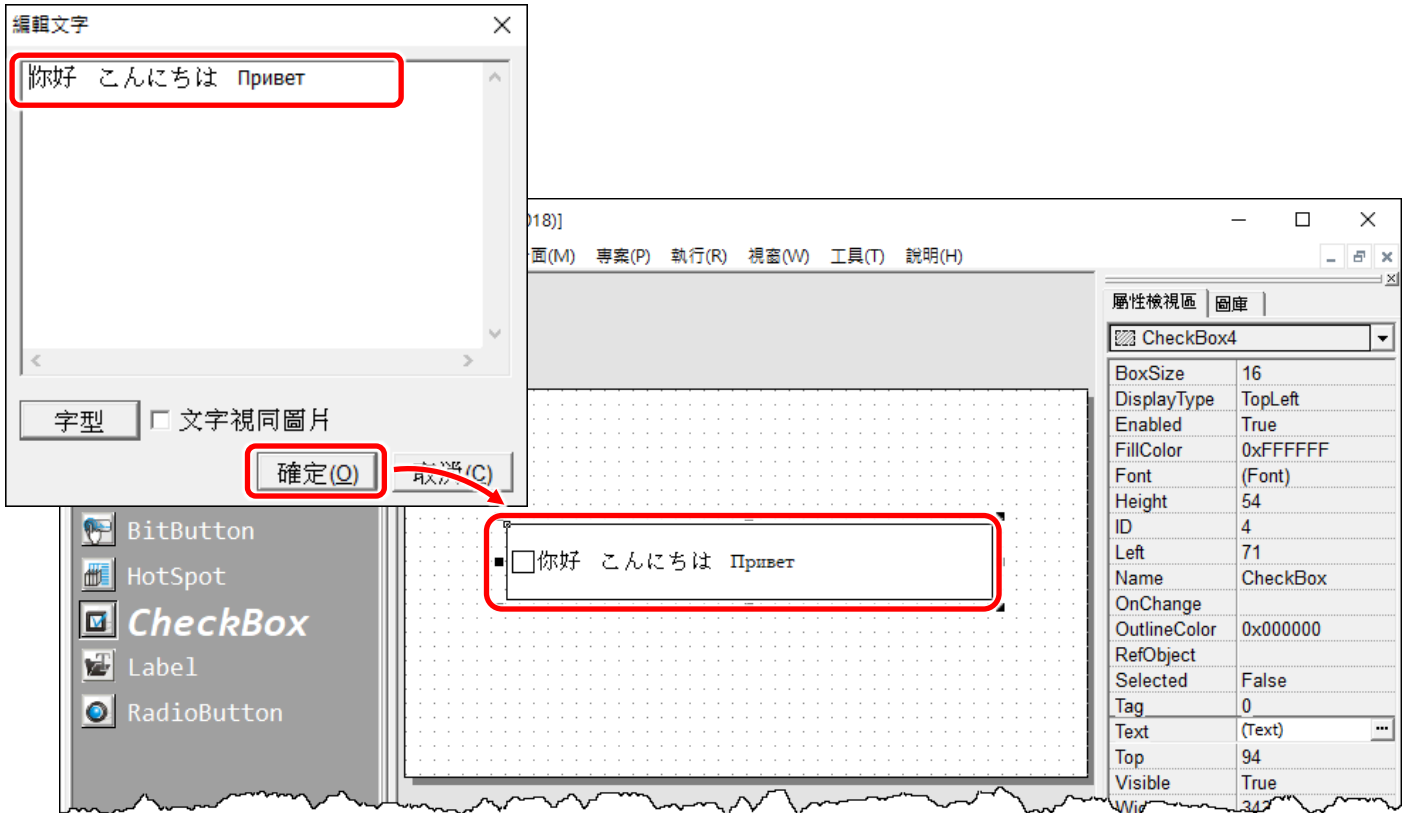 編輯文字
你好 こんにちは Привет
字型
文字視同圖片
確定(O)
取消(C)
018)]
面(M) 專案(P) 執行(R) 視窗(W) 工具(T) 說明(H)
BitButton
HotSpot
CheckBox
Label
RadioButton
你好 こんにちは Привет
屬性檢視區 圖庫
CheckBox4
BoxSize 16
DisplayType TopLeft
Enabled True
FillColor 0xFFFFFF
Font (Font)
Height 54
ID 4
Left 71
Name CheckBox
OnChange
OutlineColor 0x000000
RefObject
Selected False
Tag 0
Text (Text) ...
Top 94
Visible True